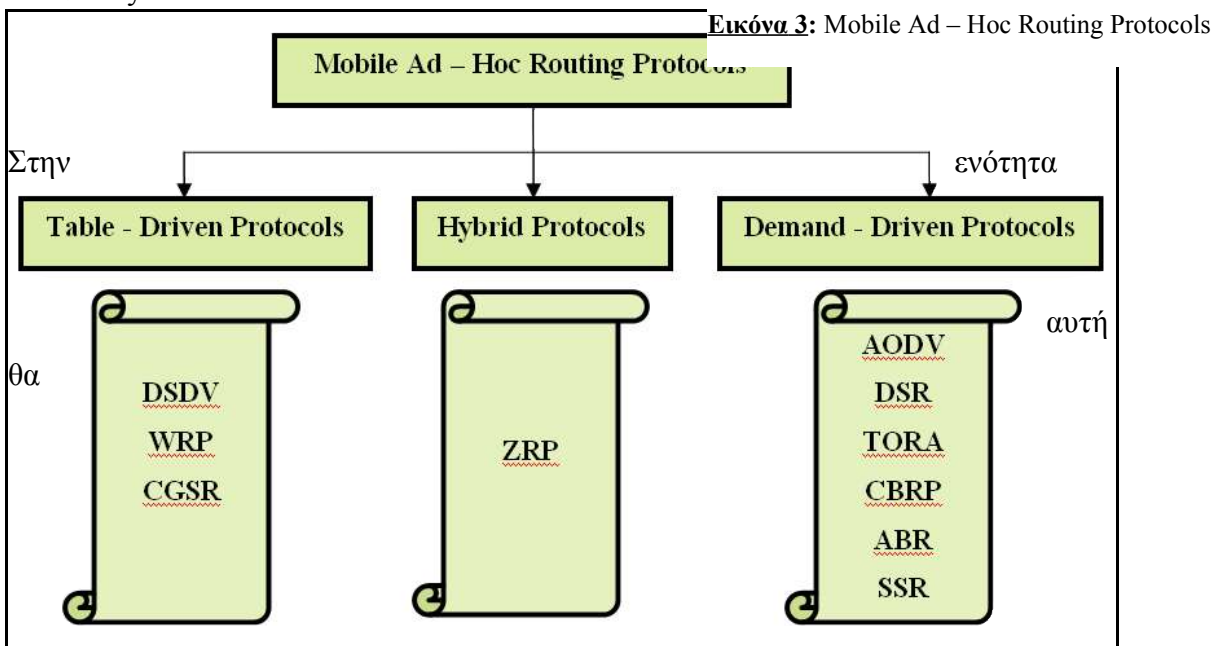 Εικόνα 3: Mobile Ad – Hoc Routing Protocols
Mobile Ad – Hoc Routing Protocols
Στην ενότητα
Table - Driven Protocols
Hybrid Protocols
Demand - Driven Protocols
αυτή
θα
DSDV
WRP
CGSR
ZRP
AODV
DSR
TORA
CBRP
ABR
SSR